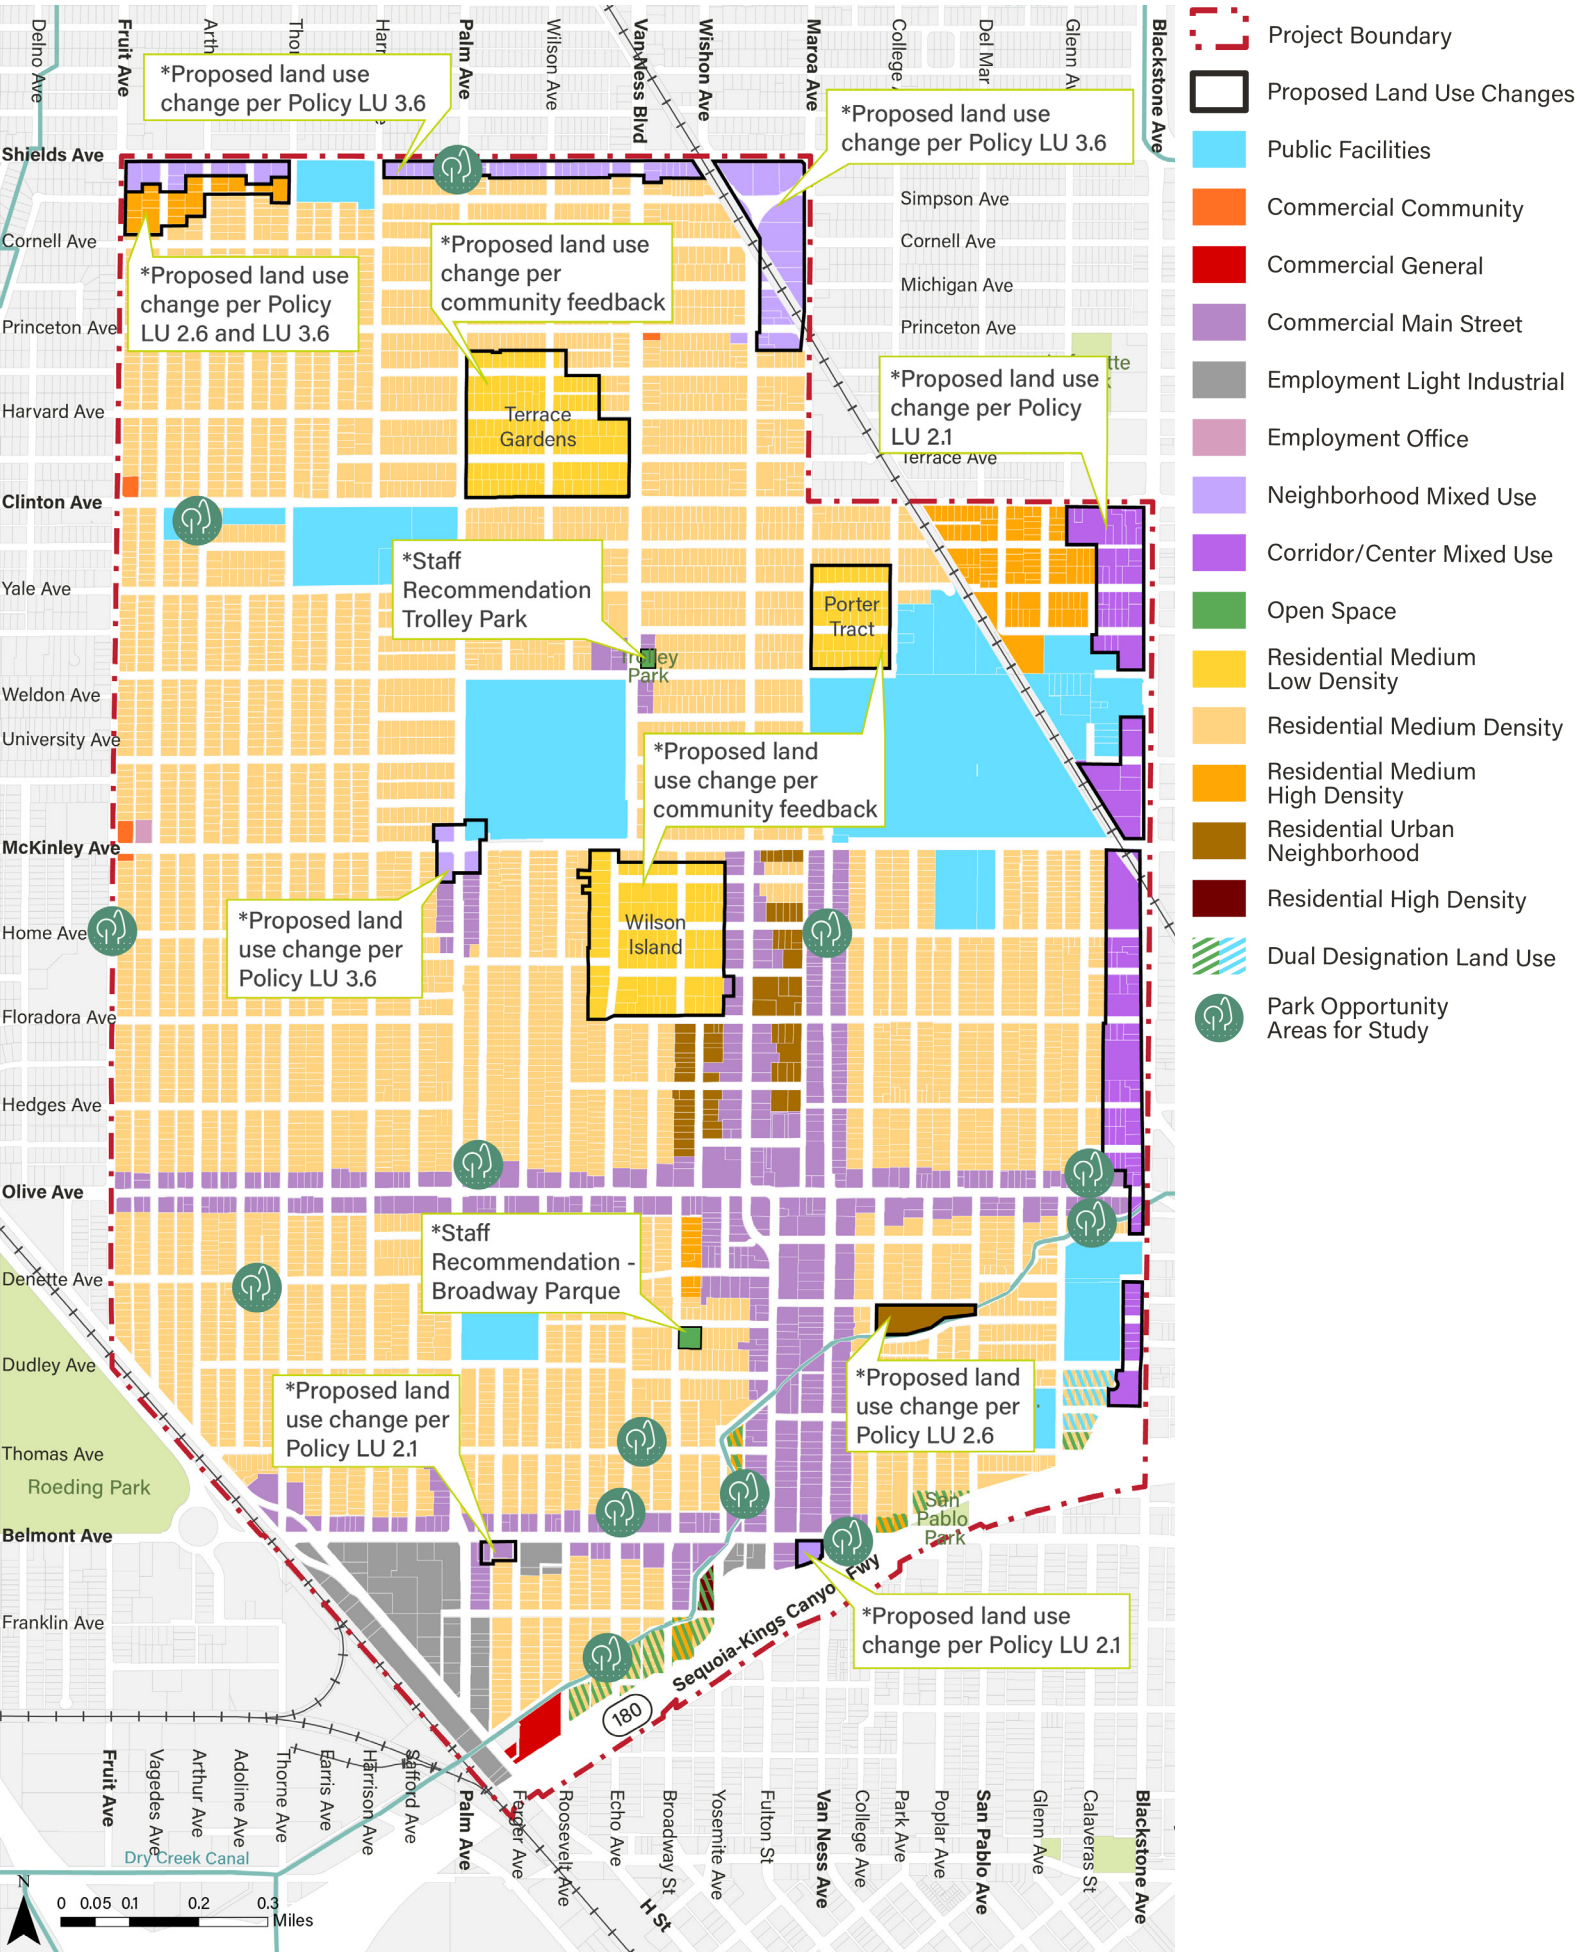 Delno Ave
Fruit Ave
Arth
Thor
Harr
Palm Ave
Wilson Ave
Van Ness Blvd
Wishon Ave
Maroa Ave
College A
Del Mar
Glenn Av
Blackstone Ave
*Proposed land use
change per Policy LU 3.6
*Proposed land use
change per Policy LU 3.6
Shields Ave
Simpson Ave
Cornell Ave
Cornell Ave
*Proposed land use
change per
community feedback
*Proposed land use
change per Policy
LU 2.6 and LU 3.6
Michigan Ave
Princeton Ave
Princeton Ave
*Proposed land use
change per Policy
LU 2.1
tte
k
Harvard Ave
Terrace
Gardens
Terrace Ave
Clinton Ave
*Staff
Recommendation
Trolley Park
Yale Ave
Porter
Tract
Trolley
Park
Weldon Ave
University Ave
*Proposed land
use change per
community feedback
McKinley Ave
*Proposed land
use change per
Policy LU 3.6
Home Ave
Wilson
Island
Floradora Ave
Hedges Ave
Olive Ave
*Staff
Recommendation -
Broadway Parque
Denette Ave
Dudley Ave
*Proposed land
use change per
Policy LU 2.1
*Proposed land
use change per
Policy LU 2.6
Thomas Ave
Roeding Park
San
Pablo
Park
Belmont Ave
Franklin Ave
Sequoia-Kings Canyo
Fwy
180
*Proposed land use
change per Policy LU 2.1
Fruit Ave
Vagedes Ave
Arthur Ave
Adoline Ave
Thorne Ave
Farris Ave
Harrison Ave
Safford Ave
Palm Ave
Ferger Ave
Roosevelt Ave
Echo Ave
Broadway St
Yosemite Ave
Fulton St
Van Ness Ave
College Ave
Park Ave
Poplar Ave
San Pablo Ave
Glenn Ave
Calaveras St
Blackstone Ave
H St
Dry Creek Canal
N
0 0.05 0.1 0.2 0.3
Miles
Project Boundary
Proposed Land Use Changes
Public Facilities
Commercial Community
Commercial General
Commercial Main Street
Employment Light Industrial
Employment Office
Neighborhood Mixed Use
Corridor/Center Mixed Use
Open Space
Residential Medium
Low Density
Residential Medium Density
Residential Medium
High Density
Residential Urban
Neighborhood
Residential High Density
Dual Designation Land Use
Park Opportunity
Areas for Study